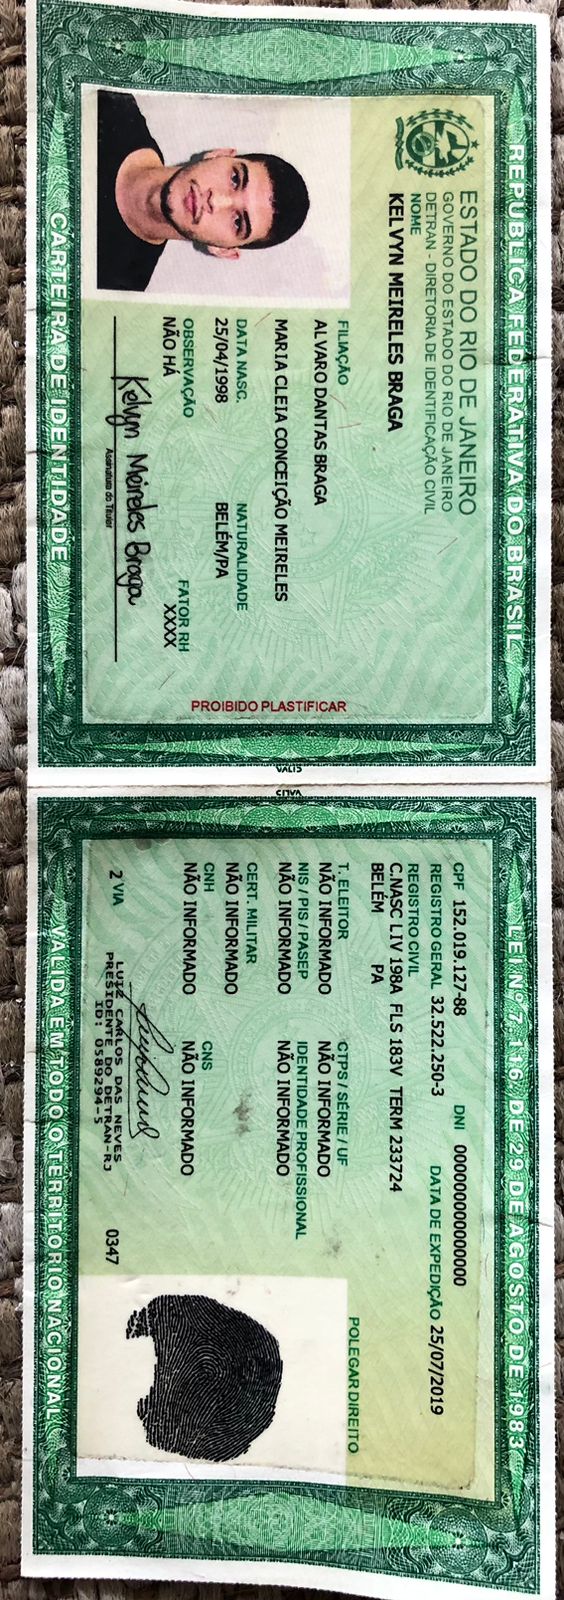 REPÚBLICA FEDERATIVA DO BRASIL
ESTADO DO RIO DE JANEIRO
GOVERNO DO ESTADO DO RIO DE JANEIRO
DETRAN - DIRETORIA DE IDENTIFICAÇÃO CIVIL
NOME
KELVYN MEIRELES BRAGA
FILIAÇÃO
ALVARO DANTAS BRAGA
MARIA CLEIA CONCEIÇÃO MEIRELES
DATA NASC. NATURALIDADE
25/04/1998 BELÉM/PA
OBSERVAÇÃO FATOR RH
NÃO HÁ XXXX
Kelvyn Meireles Braga
Assinatura do Titular
PROIBIDO PLASTIFICAR
CARTEIRA DE IDENTIDADE
VALID
CIVA
LEI Nº 7.116 DE 29 DE AGOSTO DE 1983
CPF 152.019.127-88 DNI 0000000000000
REGISTRO GERAL 32.522.250-3 DATA DE EXPEDIÇÃO 25/07/2019
REGISTRO CIVIL
C.NASC LIV 198A FLS 183V TERM 233724
BELÉM PA
POLEGAR DIREITO
T. ELEITOR CTPS / SÉRIE / UF
NÃO INFORMADO NÃO INFORMADO
NIS / PIS / PASEP IDENTIDADE PROFISSIONAL
NÃO INFORMADO NÃO INFORMADO
CERT. MILITAR
NÃO INFORMADO
CNH CNS
NÃO INFORMADO NÃO INFORMADO
2 VIA
LUIZ CARLOS DAS NEVES
PRESIDENTE DO DETRAN-RJ
ID: 0589294-5
0347
VÁLIDA EM TODO O TERRITÓRIO NACIONAL